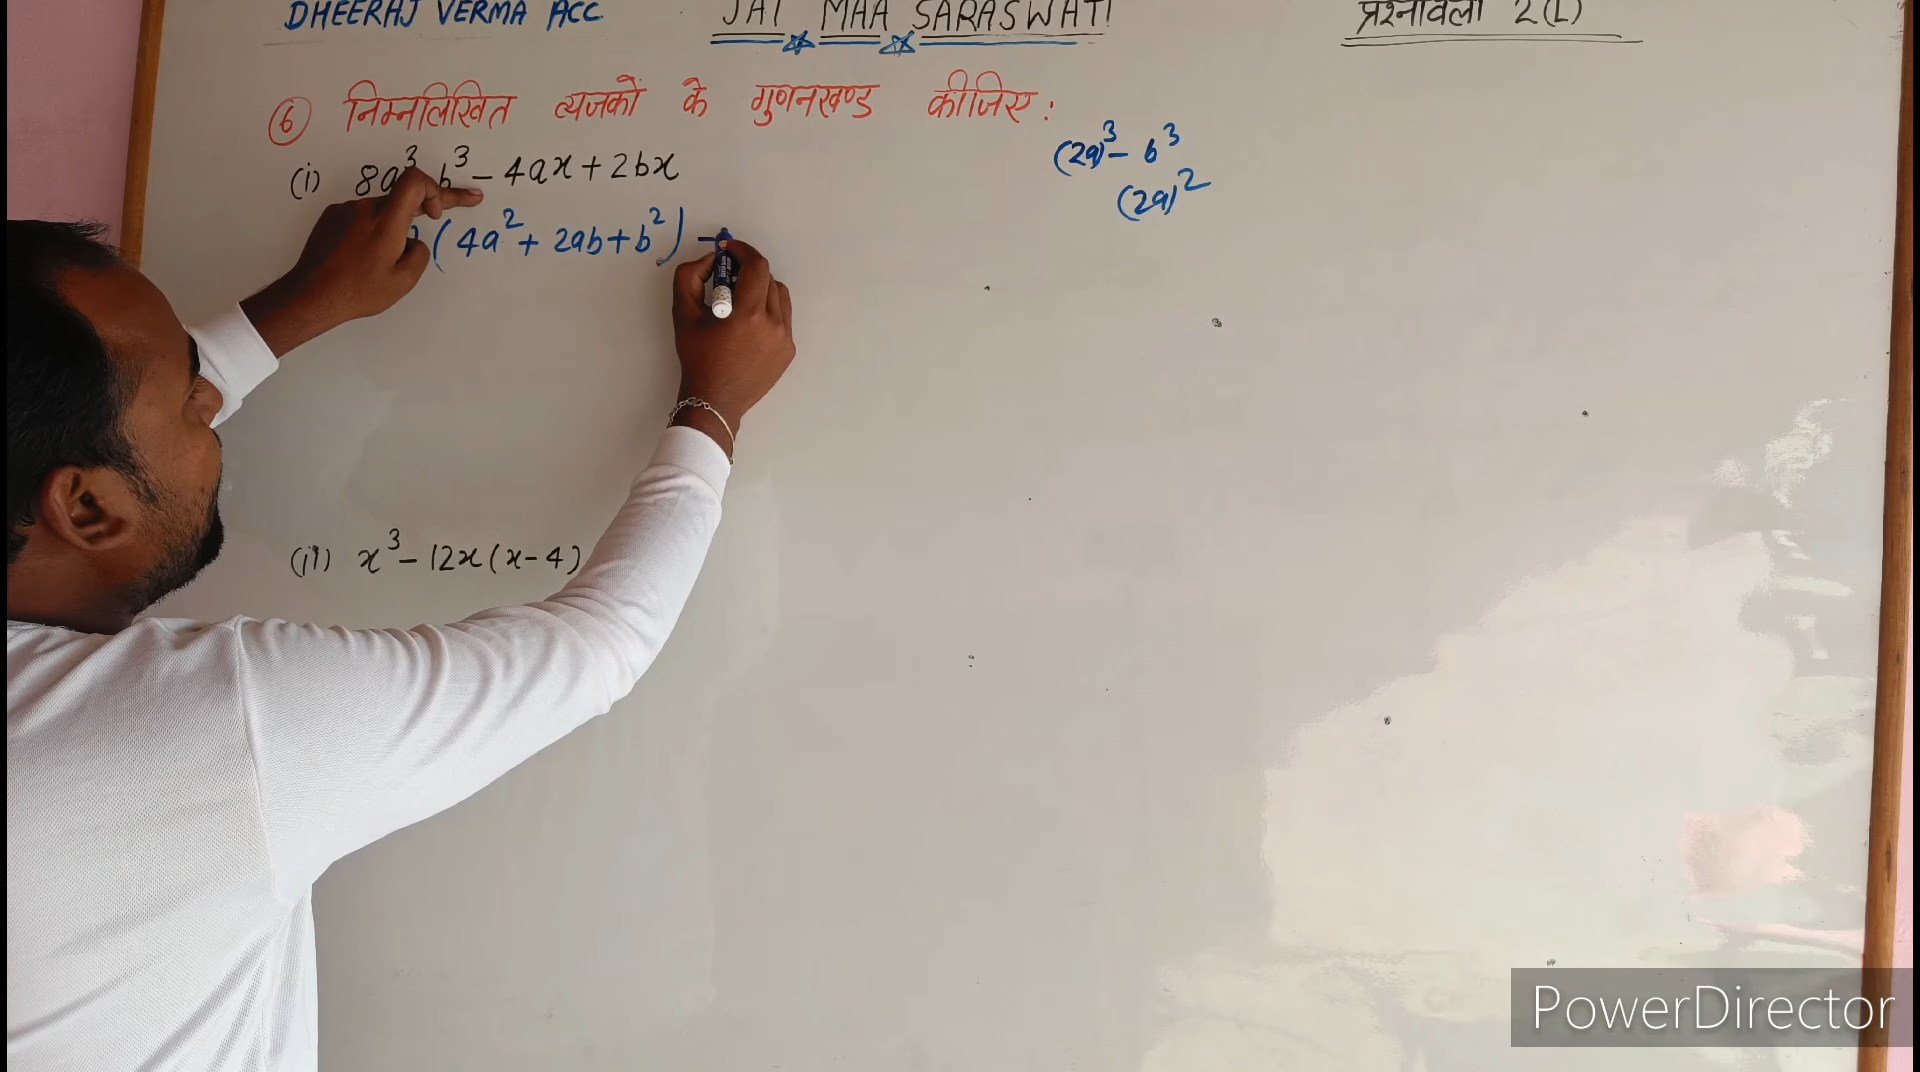 DHEERAJ VERMA ACC JAI MAA SARASWATI प्रश्नावली 2(L)
(6) निम्नलिखित व्यजकों के गुणनखण्ड कीजिए :
(i) 8a³ b³ - 4ax + 2bx
(2a)³ - b³
(2a)²
(4a² + 2ab + b²) -
(ii) x³ - 12x (x - 4)
PowerDirector